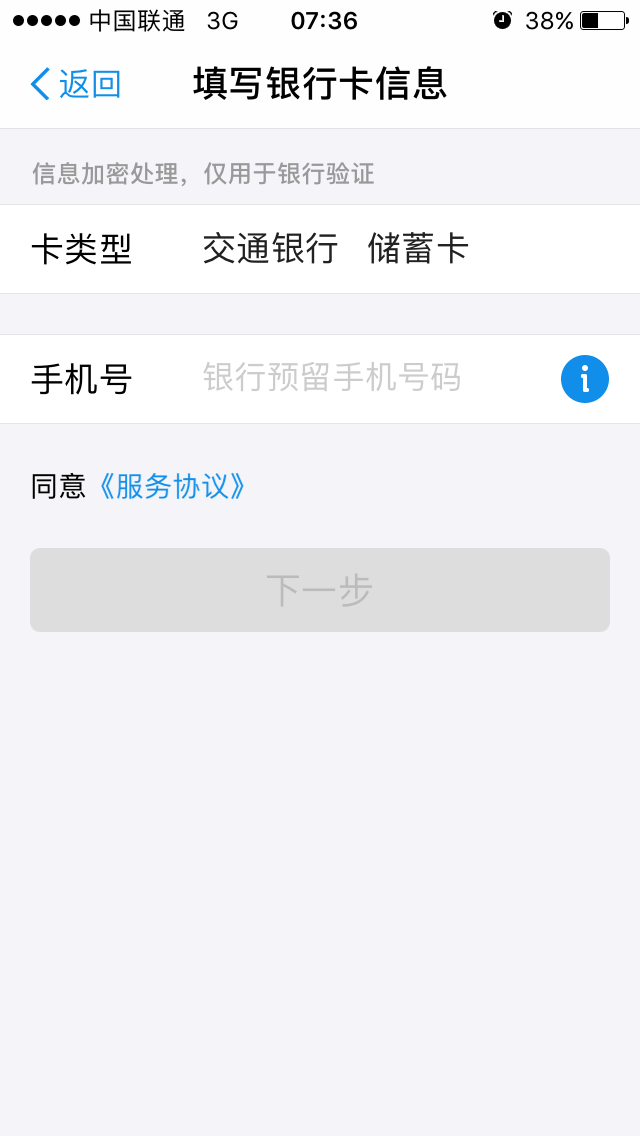 中国联通 3G 07:36 38%
返回 填写银行卡信息
信息加密处理，仅用于银行验证
卡类型 交通银行 储蓄卡
手机号 银行预留手机号码
同意《服务协议》
下一步